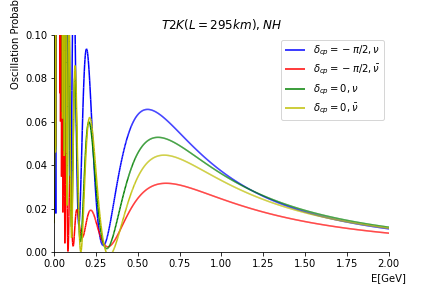 T2K(L = 295km), NH
Oscillation Probab
0.10
0.08
0.06
0.04
0.02
0.00
δcp = − π/2, ν
δcp = − π/2, ν̄
δcp = 0, ν
δcp = 0, ν̄
0.00 0.25 0.50 0.75 1.00 1.25 1.50 1.75 2.00
E[GeV]